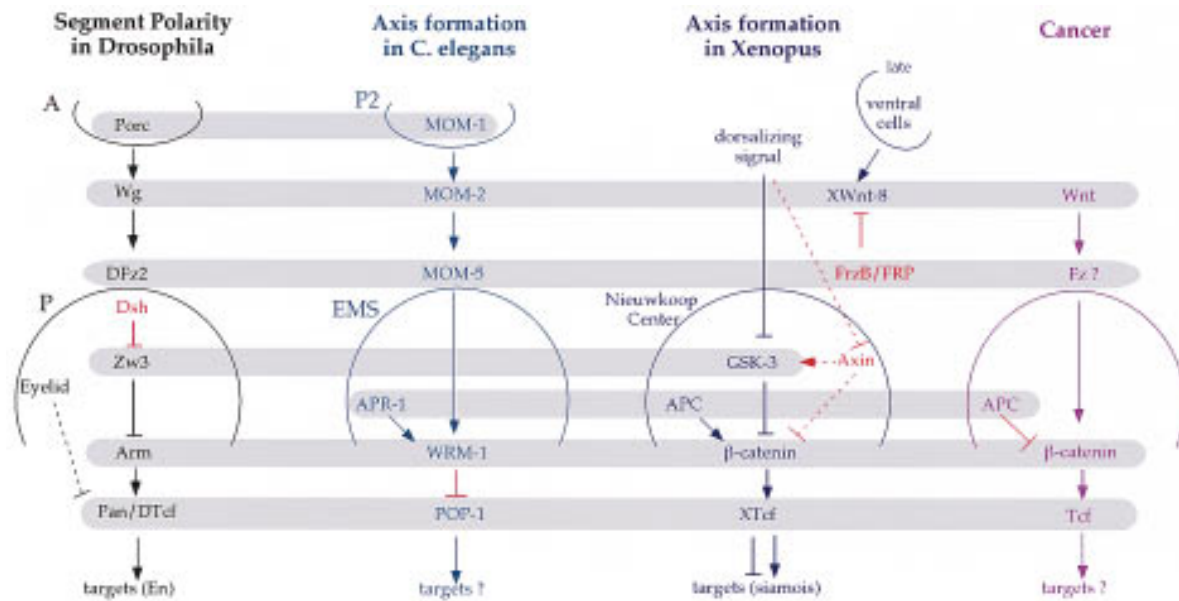 Segment Polarity
in Drosophila
Axis formation
in C. elegans
Axis formation
in Xenopus
Cancer
A
Porc
P2
MOM-1
late
ventral
cells
dorsalizing
signal
Wg
MOM-2
XWnt-8
Wnt
DFz2
MOM-5
FrzB/FRP
Fz ?
P
Dsh
EMS
Nieuwkoop
Center
Zw3
GSK-3
Axin
Eyelid
APR-1
APC
APC
Arm
WRM-1
β-catenin
β-catenin
Pan/DTcf
POP-1
XTcf
Tcf
targets (En)
targets ?
targets (siamois)
targets ?